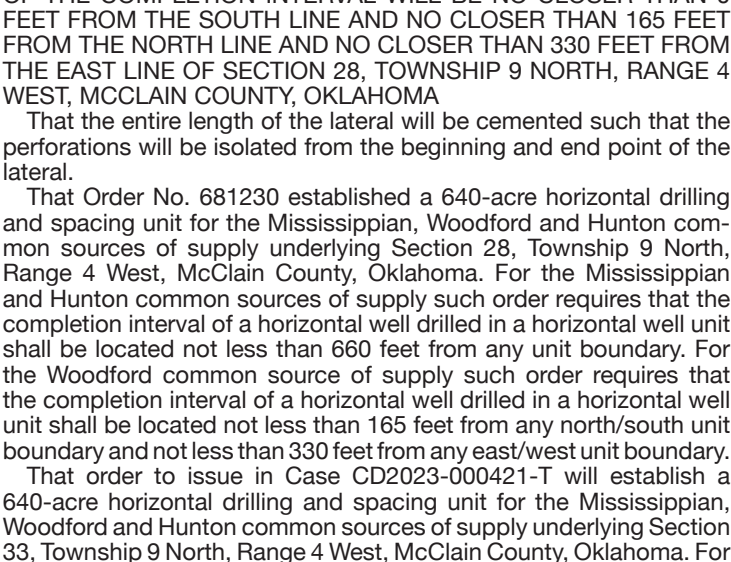 OF THE COMPLETION INTERVAL WILL BE NO CLOSER THAN 0
FEET FROM THE SOUTH LINE AND NO CLOSER THAN 165 FEET
FROM THE NORTH LINE AND NO CLOSER THAN 330 FEET FROM
THE EAST LINE OF SECTION 28, TOWNSHIP 9 NORTH, RANGE 4
WEST, MCCLAIN COUNTY, OKLAHOMA
That the entire length of the lateral will be cemented such that the
perforations will be isolated from the beginning and end point of the
lateral.
That Order No. 681230 established a 640-acre horizontal drilling
and spacing unit for the Mississippian, Woodford and Hunton com-
mon sources of supply underlying Section 28, Township 9 North,
Range 4 West, McClain County, Oklahoma. For the Mississippian
and Hunton common sources of supply such order requires that the
completion interval of a horizontal well drilled in a horizontal well unit
shall be located not less than 660 feet from any unit boundary. For
the Woodford common source of supply such order requires that
the completion interval of a horizontal well drilled in a horizontal well
unit shall be located not less than 165 feet from any north/south unit
boundary and not less than 330 feet from any east/west unit boundary.
That order to issue in Case CD2023-000421-T will establish a
640-acre horizontal drilling and spacing unit for the Mississippian,
Woodford and Hunton common sources of supply underlying Section
33, Township 9 North, Range 4 West, McClain County, Oklahoma. For